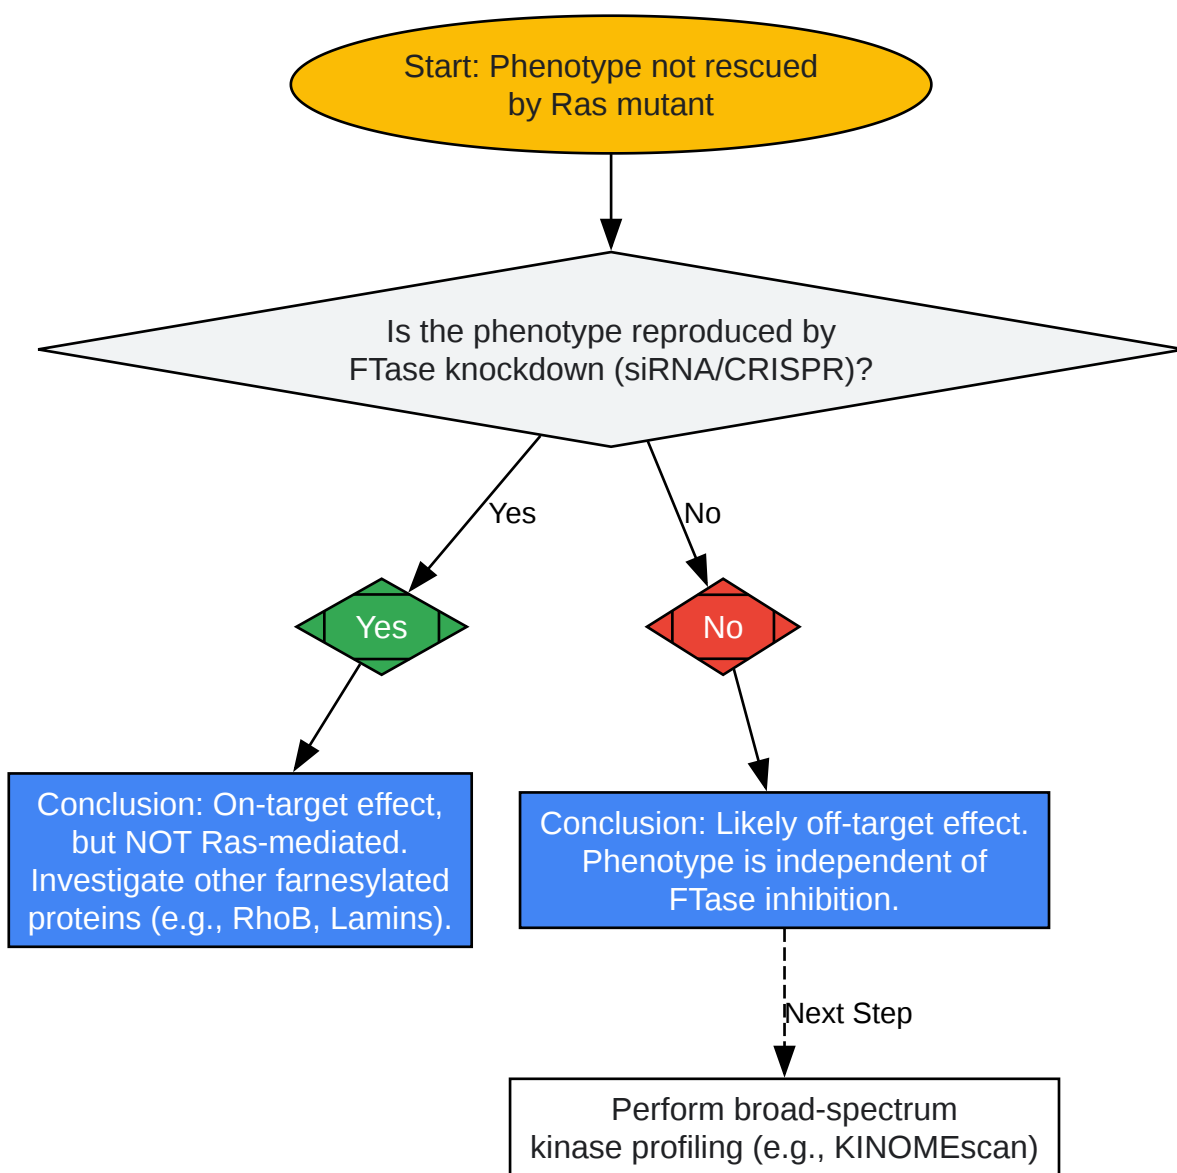 Start: Phenotype not rescued
by Ras mutant
Is the phenotype reproduced by
FTase knockdown (siRNA/CRISPR)?
Yes
No
Yes
No
Conclusion: On-target effect,
but NOT Ras-mediated.
Investigate other farnesylated
proteins (e.g., RhoB, Lamins).
Conclusion: Likely off-target effect.
Phenotype is independent of
FTase inhibition.
Next Step
Perform broad-spectrum
kinase profiling (e.g., KINOMEscan)